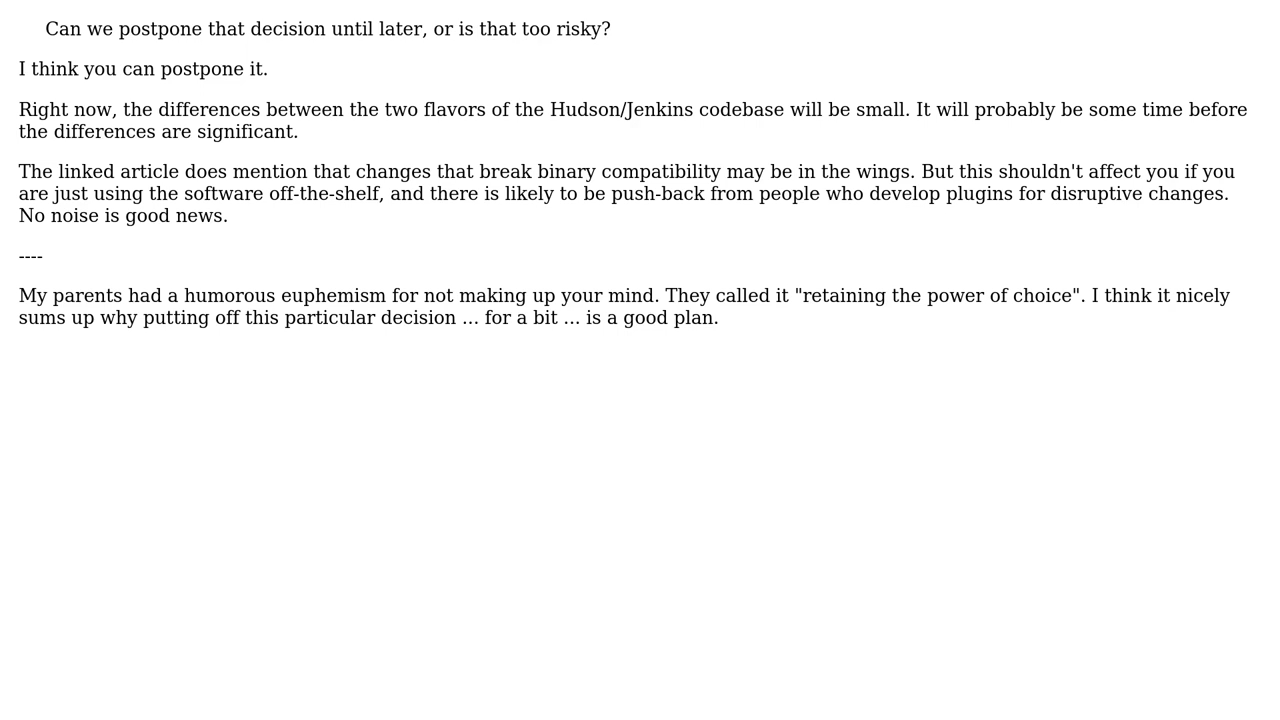 Can we postpone that decision until later, or is that too risky?
I think you can postpone it.
Right now, the differences between the two flavors of the Hudson/Jenkins codebase will be small. It will probably be some time before
the differences are significant.
The linked article does mention that changes that break binary compatibility may be in the wings. But this shouldn't affect you if you
are just using the software off-the-shelf, and there is likely to be push-back from people who develop plugins for disruptive changes.
No noise is good news.
----
My parents had a humorous euphemism for not making up your mind. They called it "retaining the power of choice". I think it nicely
sums up why putting off this particular decision ... for a bit ... is a good plan.